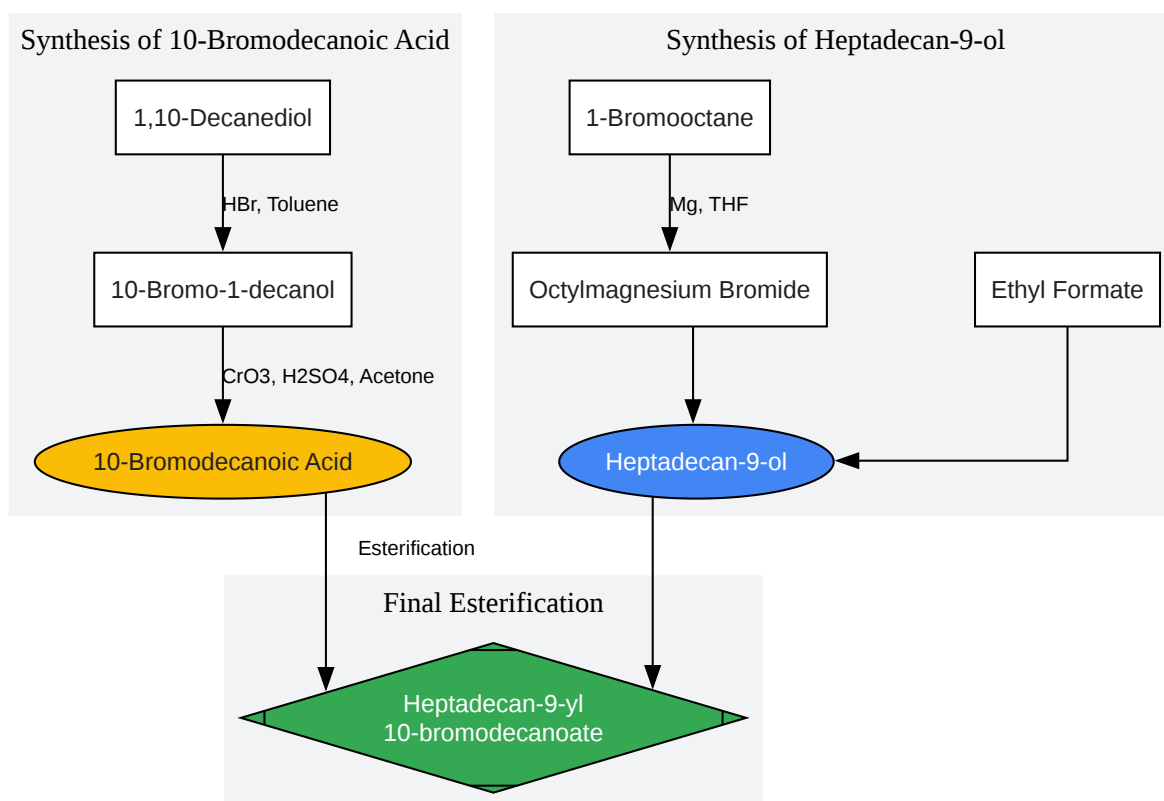 Synthesis of 10-Bromodecanoic Acid
1,10-Decanediol
HBr, Toluene
10-Bromo-1-decanol
CrO3, H2SO4, Acetone
10-Bromodecanoic Acid
Synthesis of Heptadecan-9-ol
1-Bromooctane
Mg, THF
Octylmagnesium Bromide
Ethyl Formate
Heptadecan-9-ol
Esterification
Final Esterification
Heptadecan-9-yl
10-bromodecanoate